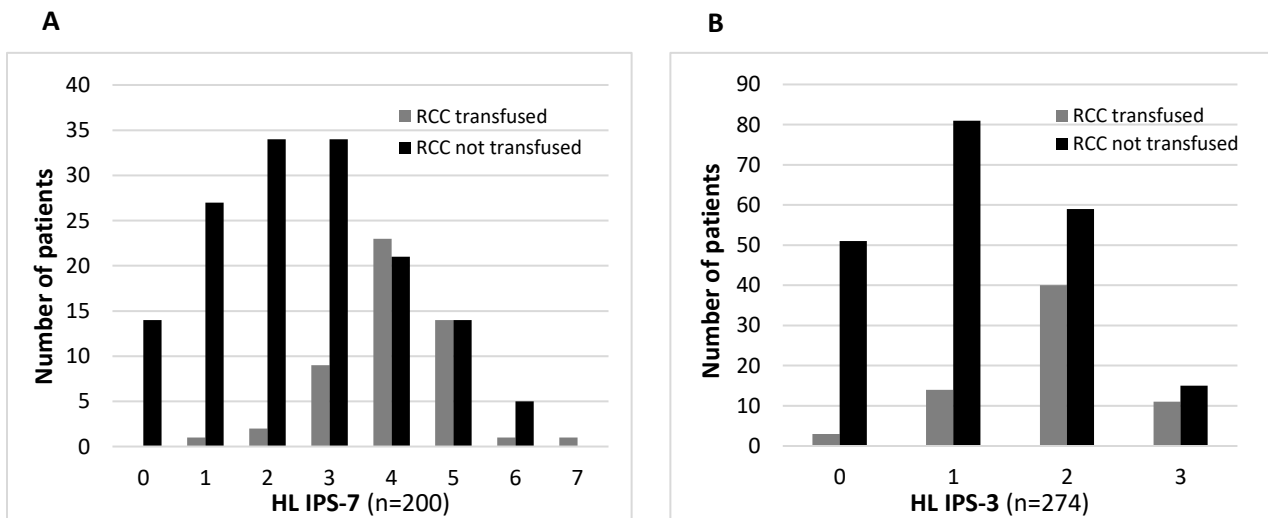 A
40
35
30
25
20
15
10
5
0
Number of patients
RCC transfused
RCC not transfused
0 1 2 3 4 5 6 7
HL IPS-7 (n=200)
B
90
80
70
60
50
40
30
20
10
0
Number of patients
RCC transfused
RCC not transfused
0 1 2 3
HL IPS-3 (n=274)